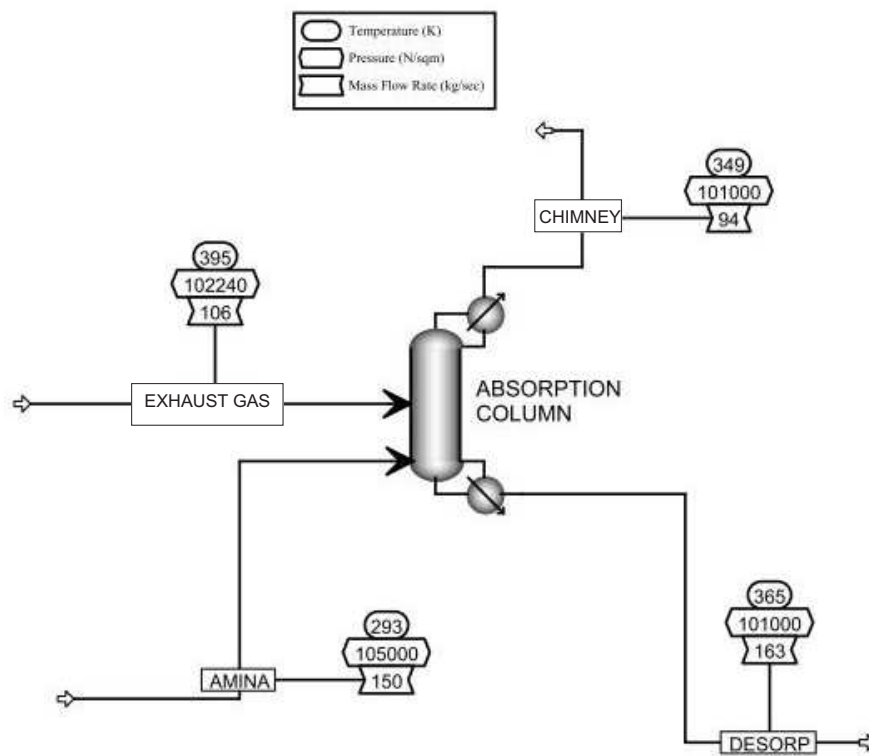 Temperature (K)
Pressure (N/sqm)
Mass Flow Rate (kg/sec)
349
101000
94
CHIMNEY
395
102240
106
EXHAUST GAS
ABSORPTION
COLUMN
293
105000
150
AMINA
365
101000
163
DESORP